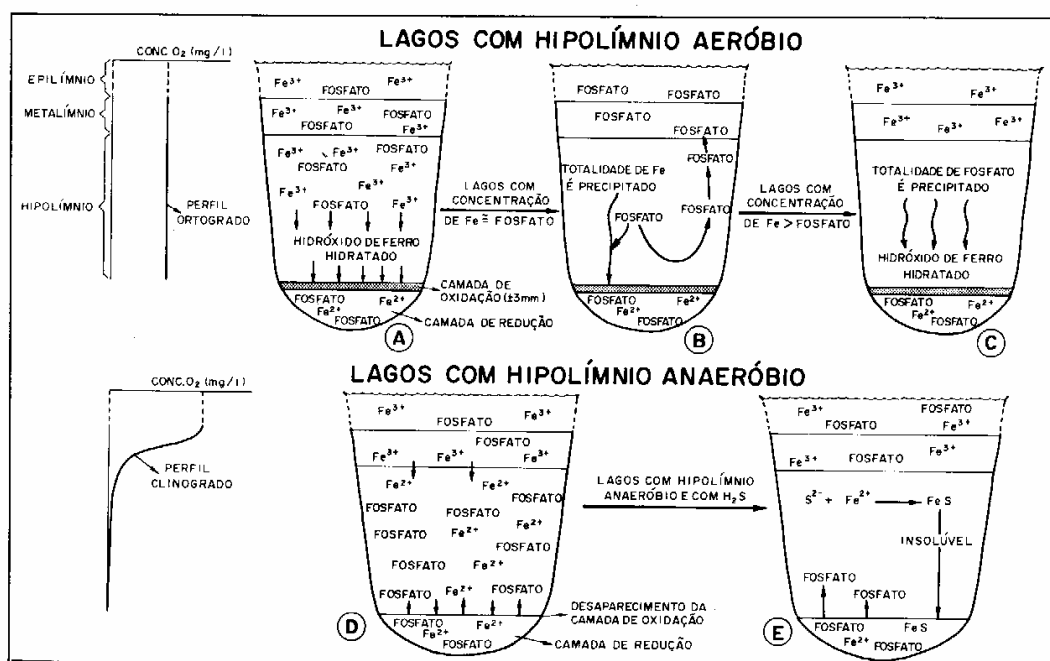 LAGOS COM HIPOLÍMNIO AERÓBIO
CONC O₂ (mg/l)
EPILÍMNIO
METALÍMNIO
HIPOLÍMNIO
PERFIL
ORTOGRADO
Fe³⁺ Fe³⁺
FOSFATO
Fe³⁺ Fe³⁺ FOSFATO
FOSFATO Fe³⁺
Fe³⁺ Fe³⁺ FOSFATO
FOSFATO Fe³⁺
Fe³⁺ Fe³⁺
FOSFATO Fe³⁺
HIDRÓXIDO DE FERRO
HIDRATADO
FOSFATO Fe²⁺
Fe²⁺
FOSFATO
A
CAMADA DE
OXIDAÇÃO (±3mm)
CAMADA DE REDUÇÃO
LAGOS COM
CONCENTRAÇÃO
DE Fe ≅ FOSFATO
FOSFATO FOSFATO
FOSFATO
FOSFATO
TOTALIDADE DE Fe
É PRECIPITADO
FOSFATO
FOSFATO
FOSFATO
FOSFATO Fe²⁺
Fe²⁺
FOSFATO
B
LAGOS COM
CONCENTRAÇÃO
DE Fe > FOSFATO
Fe³⁺ Fe³⁺
Fe³⁺ Fe³⁺ Fe³⁺
TOTALIDADE DE FOSFATO
É PRECIPITADO
HIDRÓXIDO DE FERRO
HIDRATADO
FOSFATO Fe²⁺
Fe²⁺
FOSFATO
C
LAGOS COM HIPOLÍMNIO ANAERÓBIO
CONC.O₂ (mg/l)
PERFIL
CLINOGRADO
Fe³⁺ Fe³⁺
FOSFATO
FOSFATO
Fe³⁺ Fe³⁺ Fe³⁺
Fe²⁺ Fe²⁺
FOSFATO FOSFATO
FOSFATO Fe²⁺ FOSFATO
Fe²⁺ FOSFATO
FOSFATO
FOSFATO Fe²⁺ FOSFATO
FOSFATO Fe²⁺
Fe²⁺
FOSFATO
D
DESAPARECIMENTO DA
CAMADA DE OXIDAÇÃO
CAMADA DE REDUÇÃO
LAGOS COM HIPOLÍMNIO
ANAERÓBIO E COM H₂S
Fe³⁺ FOSFATO
FOSFATO Fe³⁺
Fe³⁺ FOSFATO Fe³⁺
S²⁻ + Fe²⁺ FeS
INSOLÚVEL
FOSFATO
FOSFATO
FOSFATO FeS
Fe²⁺ FOSFATO
E